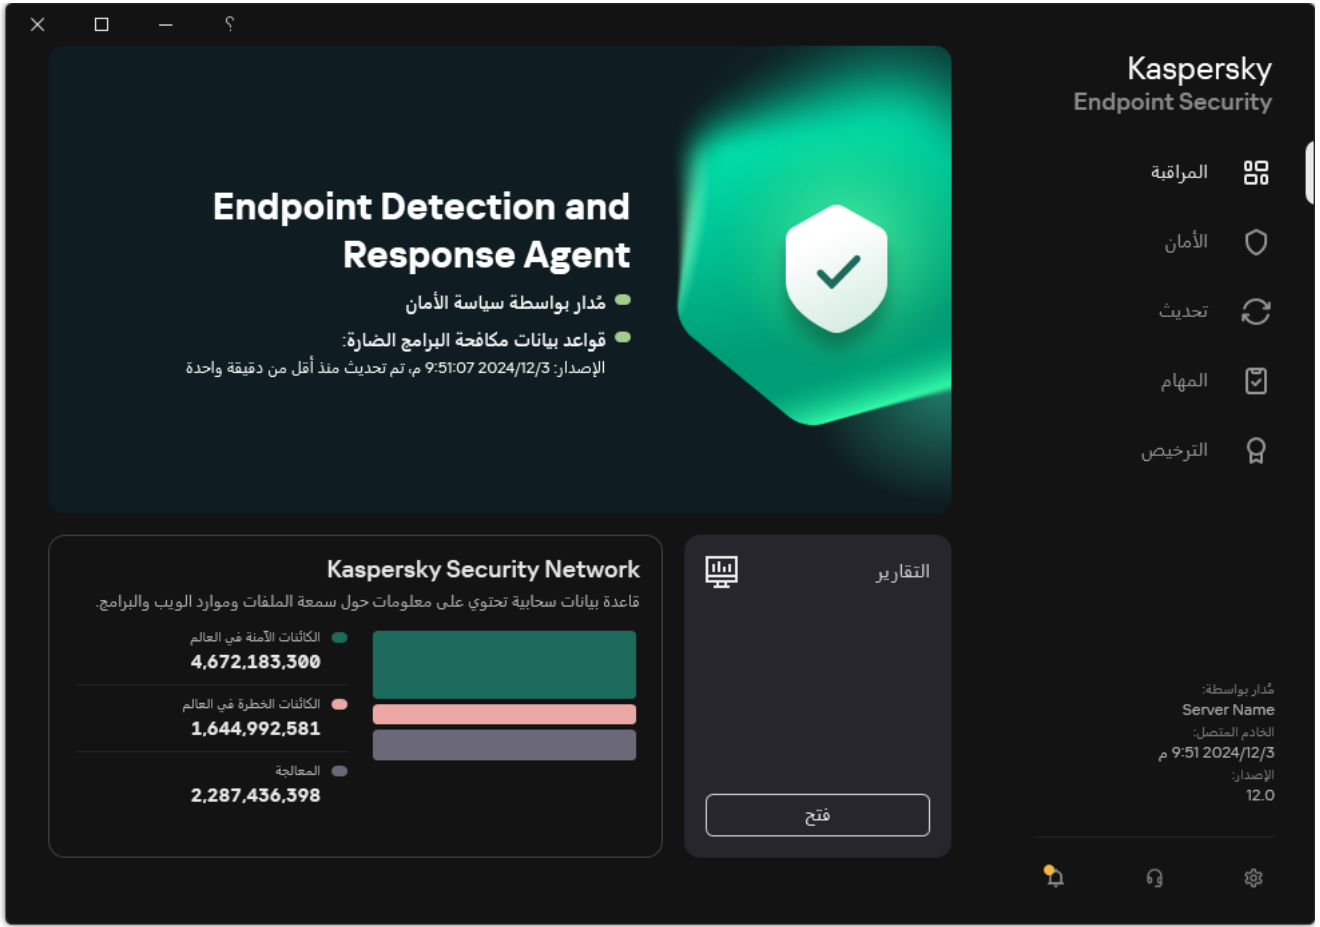 ؟
Kaspersky
Endpoint Security
المراقبة
الأمان
تحديث
المهام
الترخيص
Endpoint Detection and
Response Agent
مُدار بواسطة سياسة الأمان
قواعد بيانات مكافحة البرامج الضارة:
الإصدار: 2024/12/3 9:51:07 م، تم تحديث منذ أقل من دقيقة واحدة
التقارير
فتح
Kaspersky Security Network
قاعدة بيانات سحابية تحتوي على معلومات حول سمعة الملفات وموارد الويب والبرامج.
الكائنات الآمنة في العالم
4,672,183,300
الكائنات الخطرة في العالم
1,644,992,581
المعالجة
2,287,436,398
مُدار بواسطة:
Server Name
الخادم المتصل:
2024/12/3 9:51 م
الإصدار:
12.0